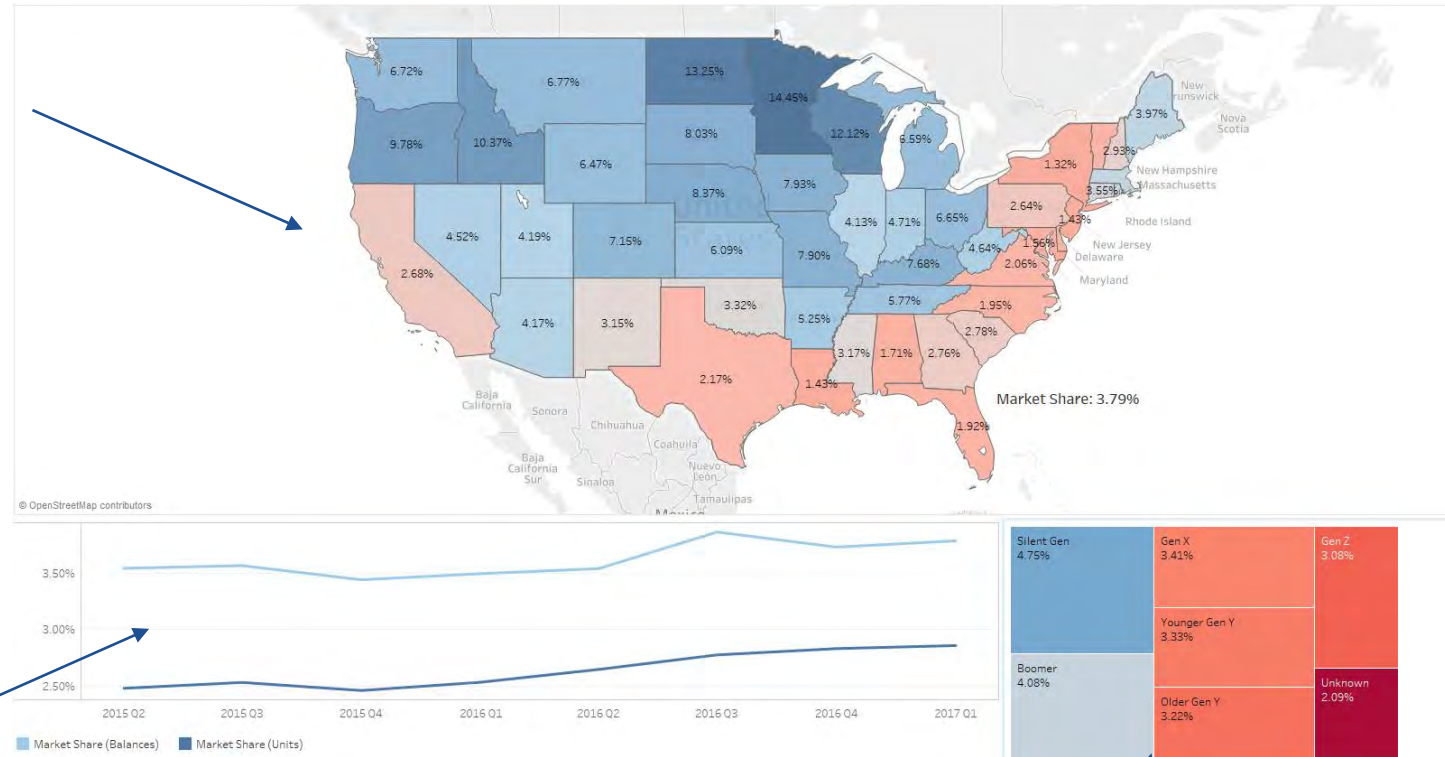 6.72%
6.77%
13.25%
14.45%
9.78%
10.37%
8.03%
12.12%
6.59%
3.97%
New
Nova
Scotia
6.47%
7.93%
1.32%
2.93%
New Hampshire
Massachusetts
8.37%
3.55%
4.52%
4.19%
7.15%
4.13%
4.71%
6.65%
2.64%
1.43%
Rhode Island
6.09%
7.90%
4.64%
1.56%
New Jersey
Delaware
2.68%
7.68%
2.06%
Maryland
4.17%
3.15%
3.32%
5.25%
5.77%
1.95%
2.78%
3.17%
1.71%
2.76%
2.17%
1.43%
1.92%
Market Share: 3.79%
Baja
California
Sonora
Chihuahua
Coahuila
Baja
California
Sur
Sinaloa
Nuevo
León
Tamaulipas
© OpenStreetMap contributors
3.50%
3.00%
2.50%
2015 Q2 2015 Q3 2015 Q4 2016 Q1 2016 Q2 2016 Q3 2016 Q4 2017 Q1
Market Share (Balances) Market Share (Units)
Silent Gen
4.75%
Boomer
4.08%
Gen X
3.41%
Younger Gen Y
3.33%
Older Gen Y
3.22%
Gen Z
3.08%
Unknown
2.09%